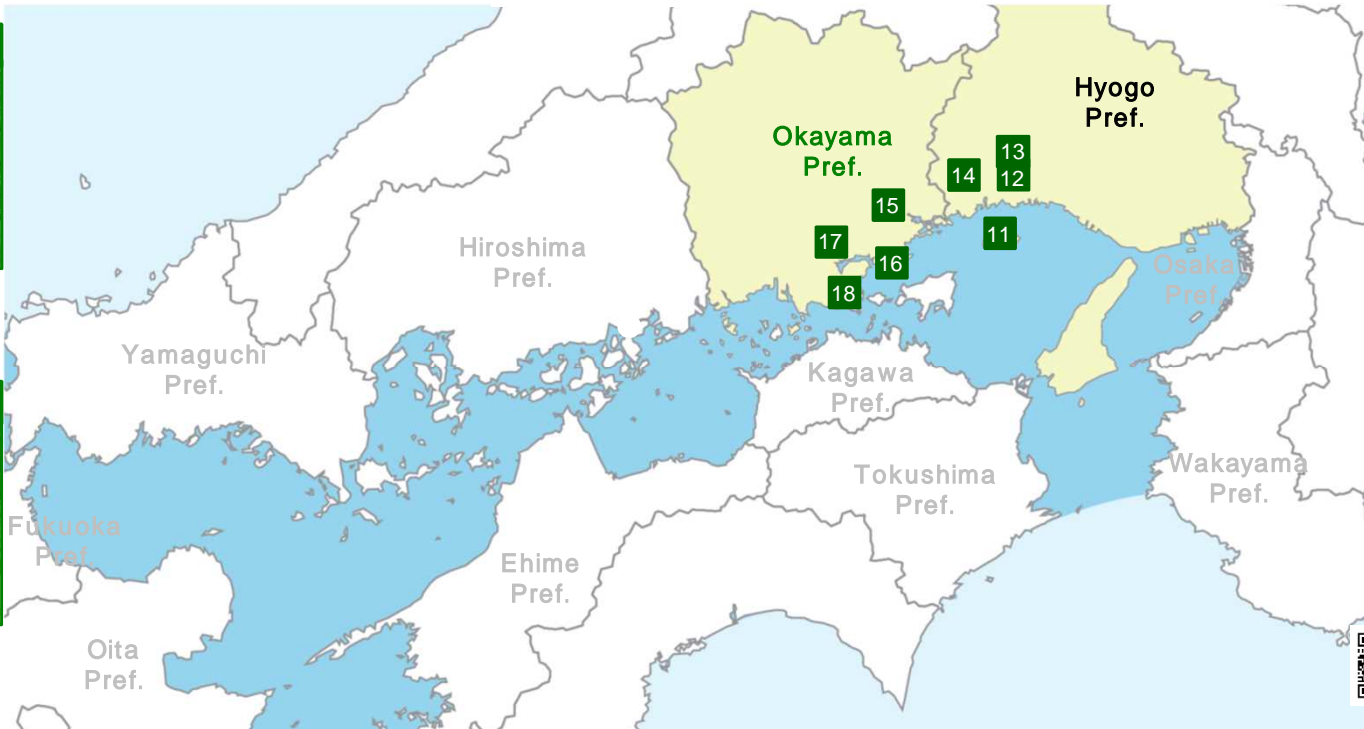 Hyogo
Pref.
Okayama
Pref.
13
14
12
15
11
17
16
18
Hiroshima
Pref.
Osaka
Pref.
Yamaguchi
Pref.
Kagawa
Pref.
Tokushima
Pref.
Wakayama
Pref.
Fukuoka
Pref.
Ehime
Pref.
Oita
Pref.